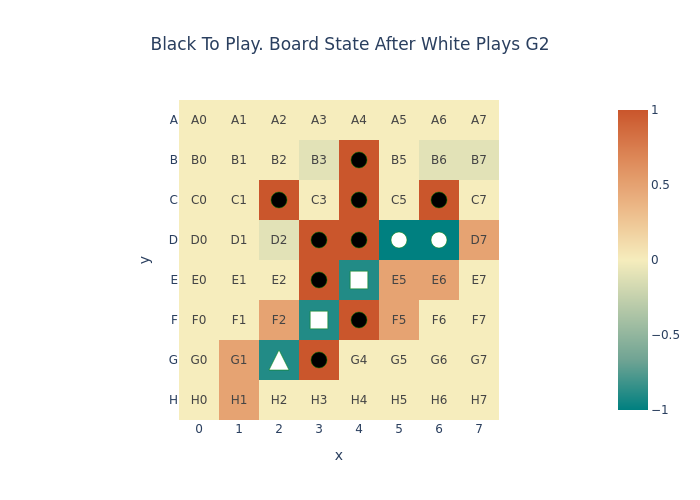 Black To Play. Board State After White Plays G2
A A0 A1 A2 A3 A4 A5 A6 A7
B B0 B1 B2 B3 B5 B6 B7
C C0 C1 C3 C5 C7
D D0 D1 D2 D7
E E0 E1 E2 E5 E6 E7
F F0 F1 F2 F5 F6 F7
G G0 G1 G4 G5 G6 G7
H H0 H1 H2 H3 H4 H5 H6 H7
0 1 2 3 4 5 6 7
x
y
1
0.5
0
−0.5
−1